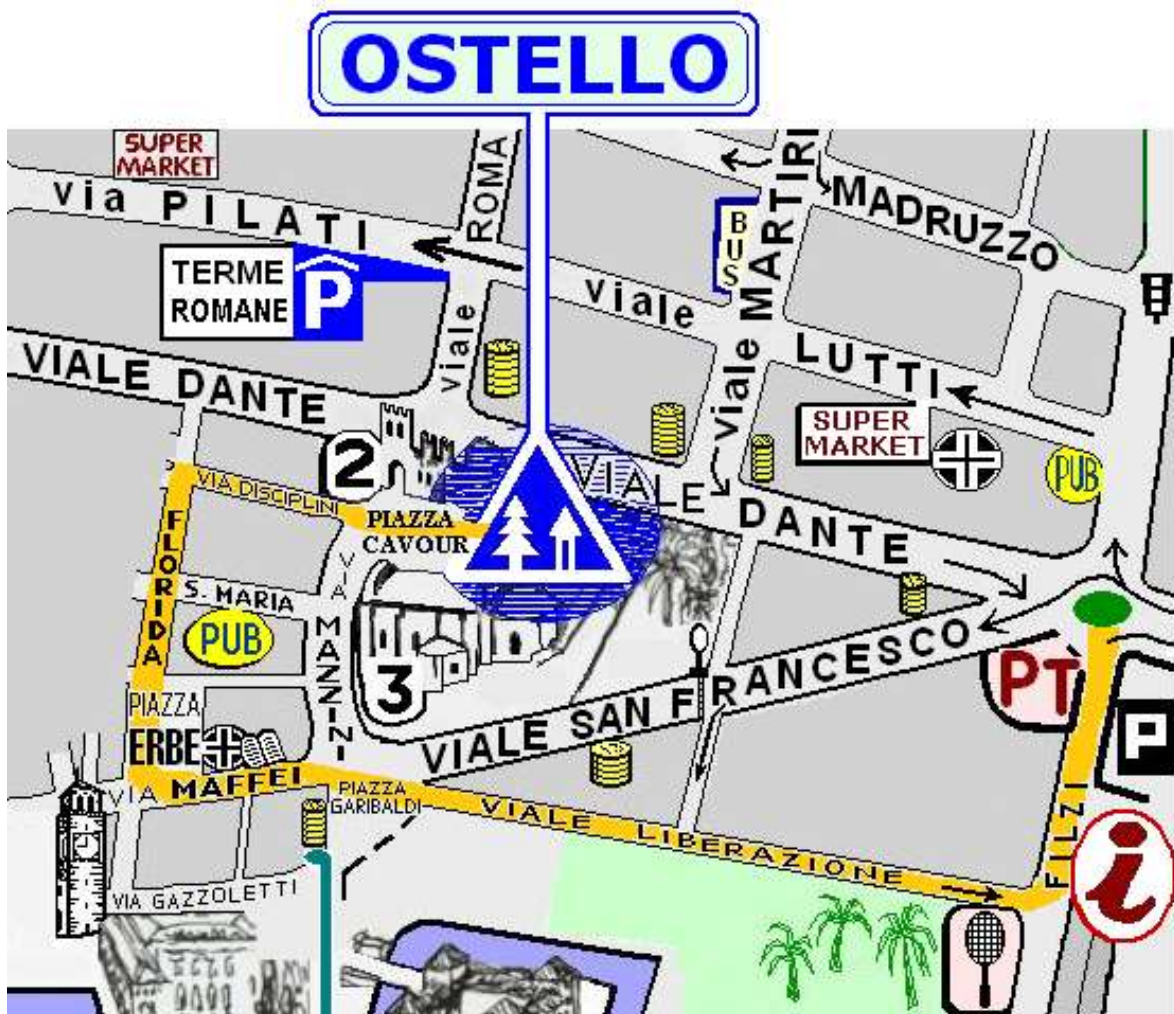 OSTELLO
SUPER
MARKET
via PILATI
viale ROMA
BUS
viale MARTIRI
MADRUZZO
TERME
ROMANE
P
viale LUTTI
VIALE DANTE
SUPER
MARKET
PUB
2
VIA DISCIPLINI
PIAZZA
CAVOUR
VIALE DANTE
FLORIDA
S. MARIA
PUB
VIA MAZZINI
3
VIALE SAN FRANCESCO
PT
P
PIAZZA
ERBE
VIA MAFFEI
PIAZZA
GARIBALDI
VIALE LIBERAZIONE
FILZI
i
VIA GAZZOLETTI